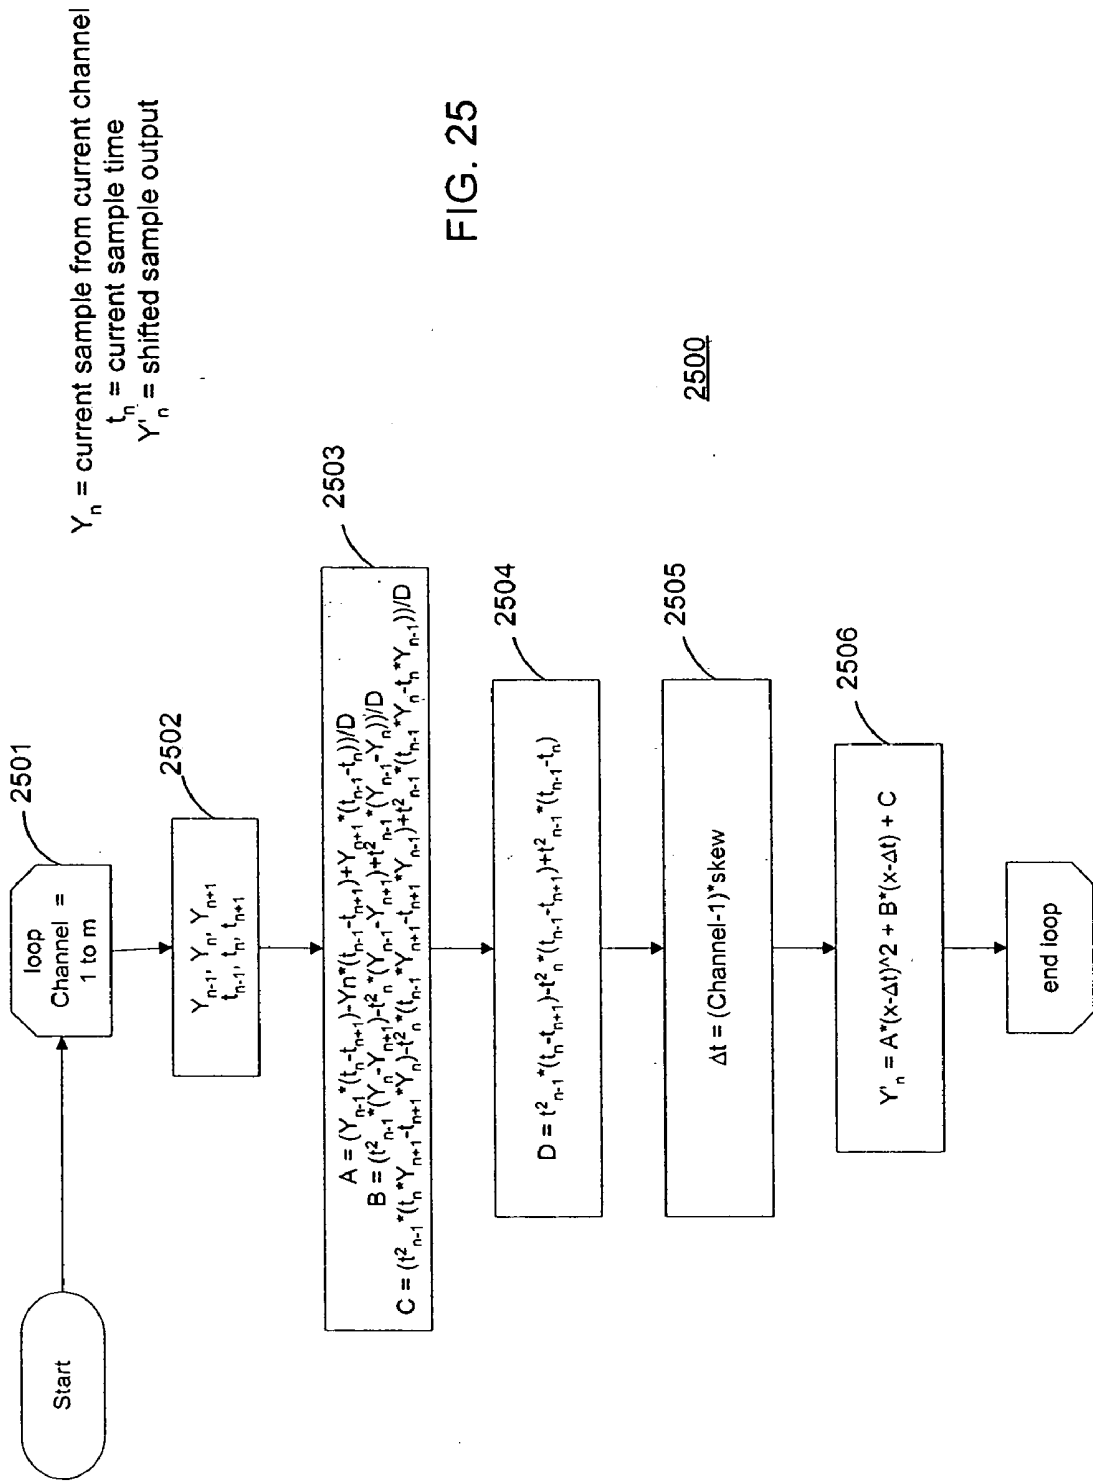 Start
loop
Channel =
1 to m
2501
Yₙ₋₁, Yₙ, Yₙ₊₁
tₙ₋₁, tₙ, tₙ₊₁
2502
A = (Yₙ₋₁*(tₙ-tₙ₊₁)-Yn*(tₙ₋₁-tₙ₊₁)+Yₙ₊₁*(tₙ₋₁-tₙ))/D
B = (t²ₙ₋₁*(Yₙ-Yₙ₊₁)-t²ₙ*(Yₙ₋₁-Yₙ₊₁)+t²ₙ₋₁*(Yₙ₋₁-Yₙ))/D
C = (t²ₙ₋₁*(tₙ*Yₙ₊₁-tₙ₊₁*Yₙ)-t²ₙ*(tₙ₋₁*Yₙ₊₁-tₙ₊₁*Yₙ₋₁)+t²ₙ₋₁*(tₙ₋₁*Yₙ-tₙ*Yₙ₋₁))/D
2503
D = t²ₙ₋₁*(tₙ-tₙ₊₁)-t²ₙ*(tₙ₋₁-tₙ₊₁)+t²ₙ₋₁*(tₙ₋₁-tₙ)
2504
Δt = (Channel-1)*skew
2505
Y'ₙ = A*(x-Δt)^2 + B*(x-Δt) + C
2506
end loop
Yₙ = current sample from current channel
tₙ = current sample time
Y'ₙ = shifted sample output
2500
FIG. 25